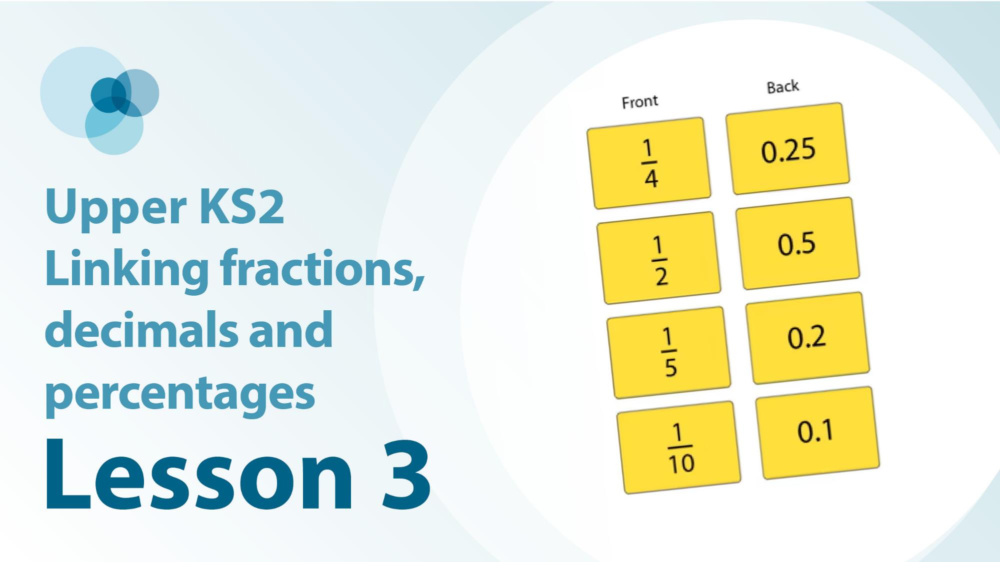 Upper KS2
Linking fractions,
decimals and
percentages
Lesson 3
Front
Back
1
4
0.25
1
2
0.5
1
5
0.2
1
10
0.1